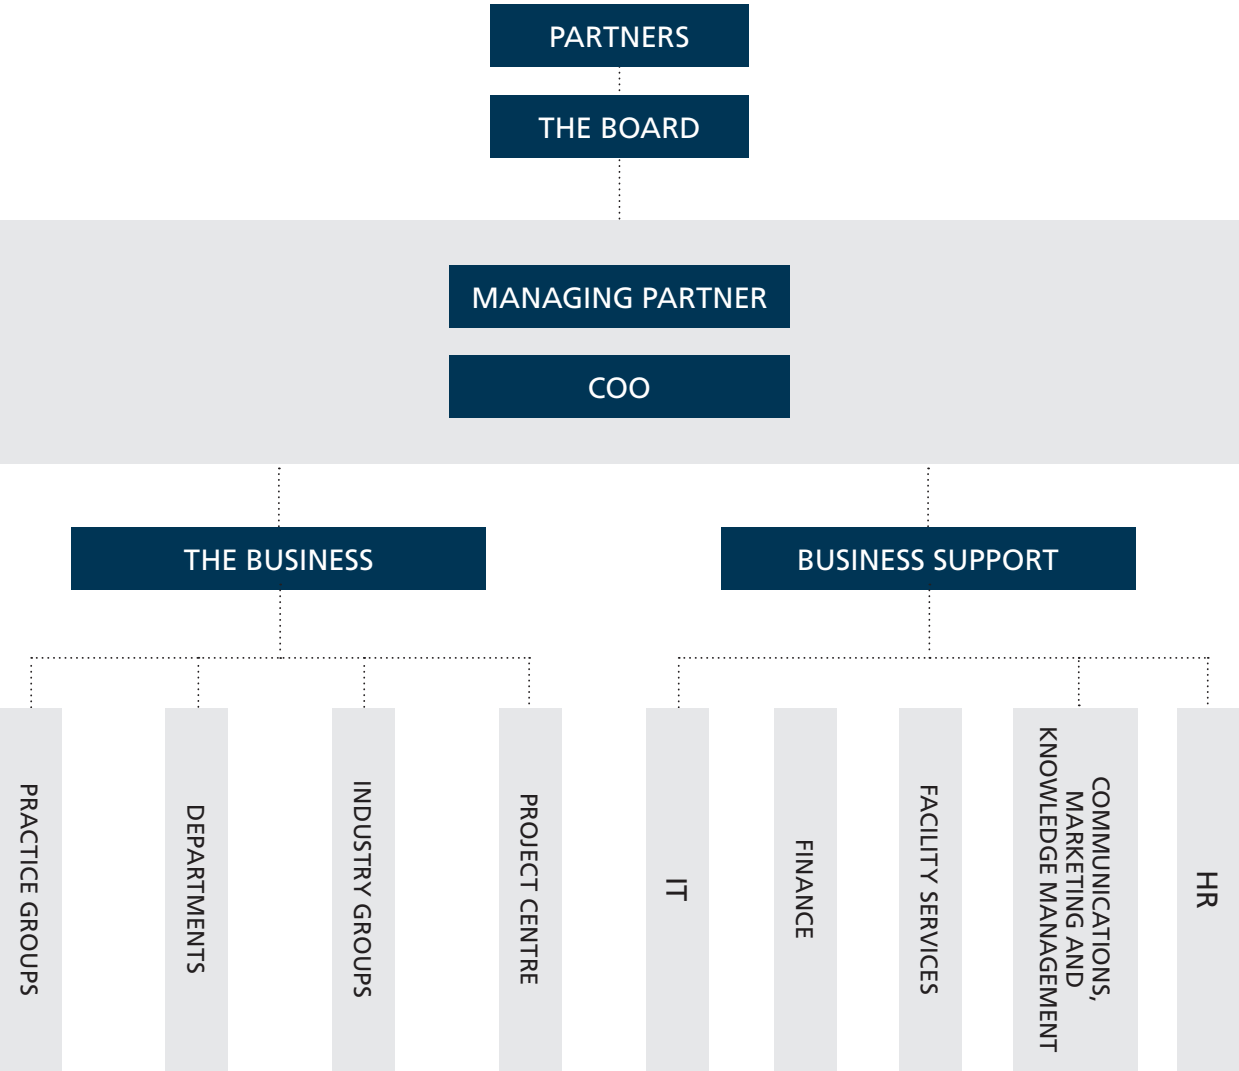 PARTNERS
THE BOARD
MANAGING PARTNER
COO
THE BUSINESS
BUSINESS SUPPORT
PRACTICE GROUPS
DEPARTMENTS
INDUSTRY GROUPS
PROJECT CENTRE
IT
FINANCE
FACILITY SERVICES
COMMUNICATIONS,
MARKETING AND
KNOWLEDGE MANAGEMENT
HR